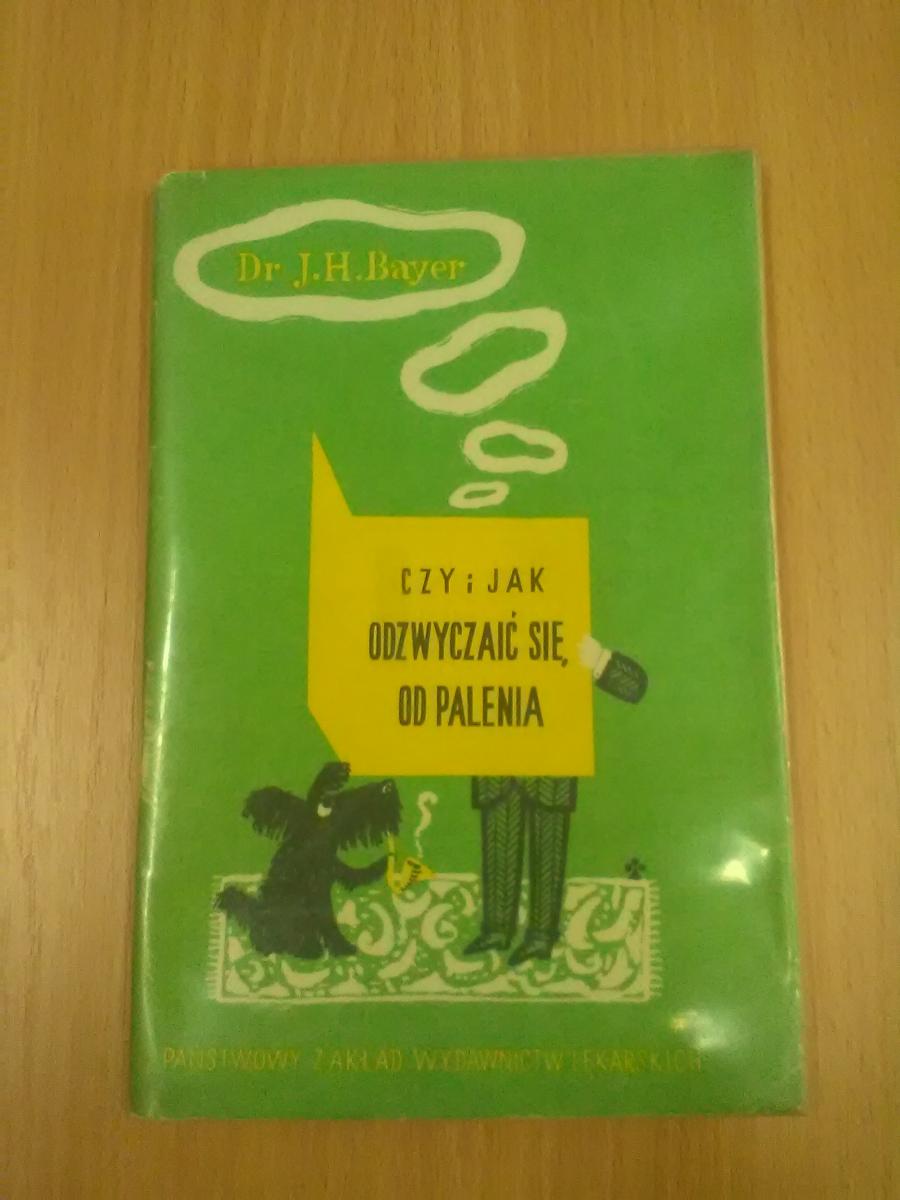 Dr J.H.Bayer
CZY i JAK
ODZWYCZAIĆ SIĘ
OD PALENIA
PAŃSTWOWY ZAKŁAD WYDAWNICTW LEKARSKICH